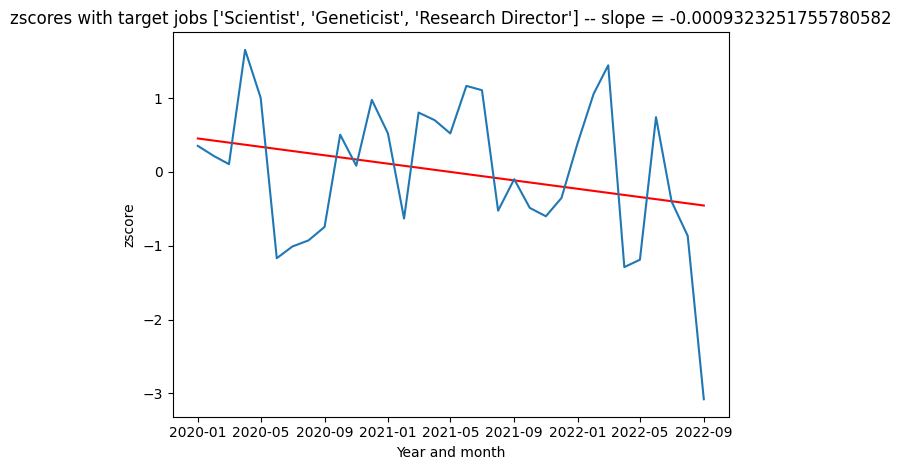 zscores with target jobs ['Scientist', 'Geneticist', 'Research Director'] -- slope = -0.0009323251755780582
zscore
1
0
−1
−2
−3
2020-01 2020-05 2020-09 2021-01 2021-05 2021-09 2022-01 2022-05 2022-09
Year and month